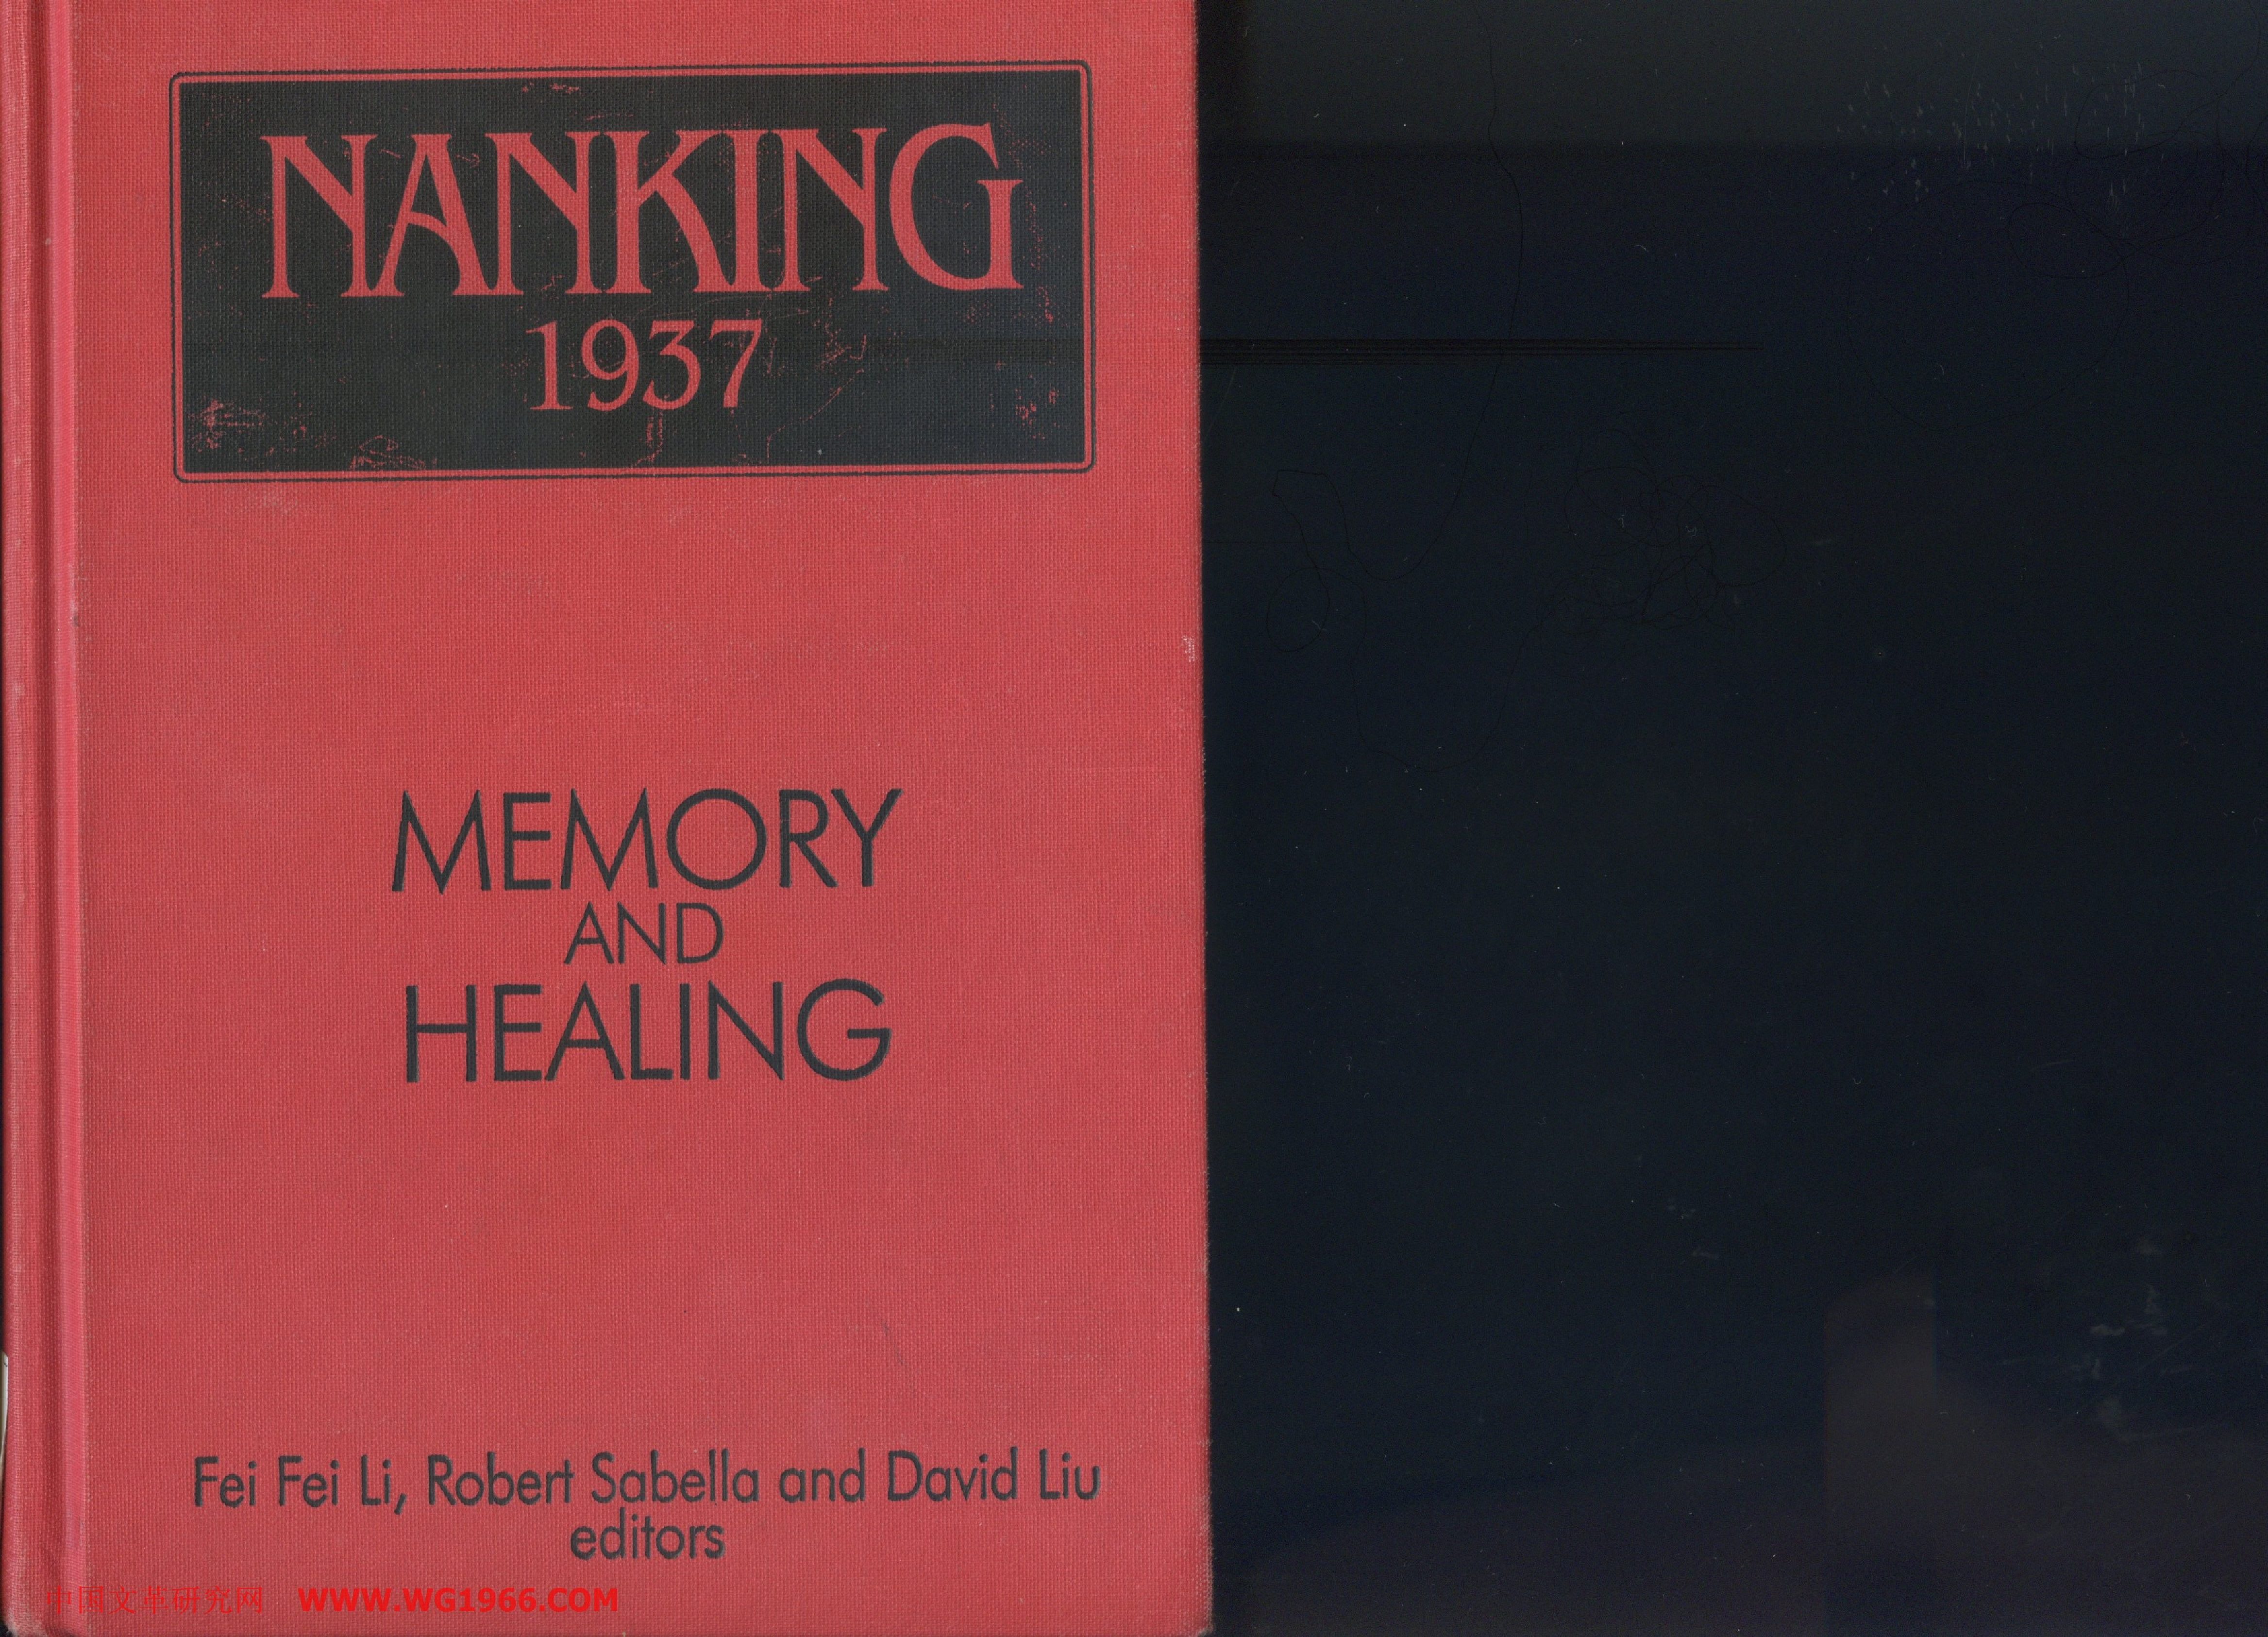 NANKING
1937
MEMORY
AND
HEALING
Fei Fei Li, Robert Sabella and David Liu
editors
中国文革研究网 WWW.WG1966.COM